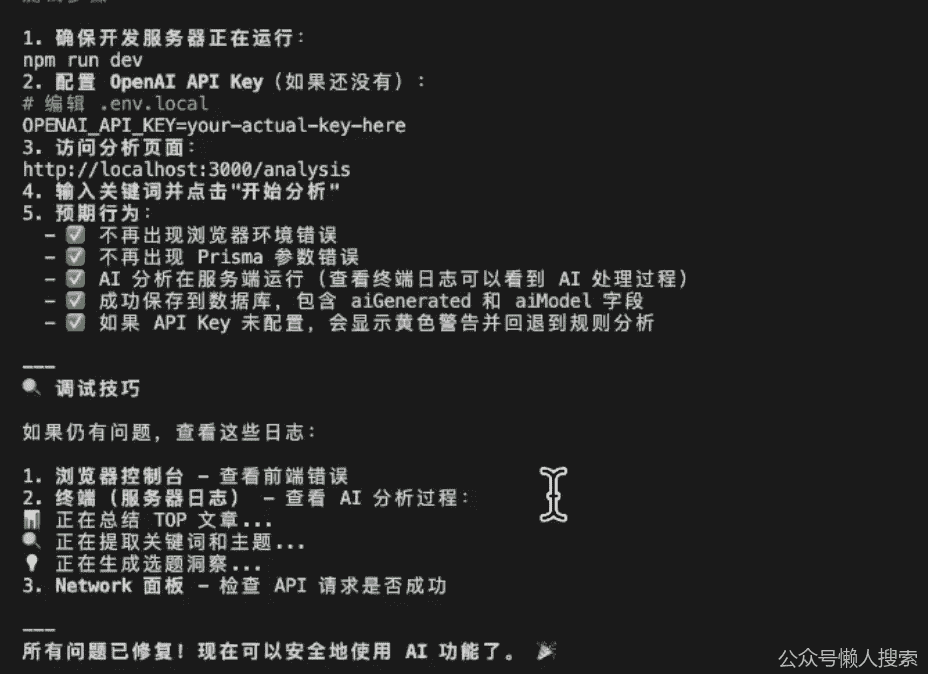 1. 确保开发服务器正在运行:
npm run dev
2. 配置 OpenAI API Key (如果还没有) :
# 编辑 .env.local
OPENAI_API_KEY=your-actual-key-here
3. 访问分析页面:
http://localhost:3000/analysis
4. 输入关键词并点击"开始分析"
5. 预期行为:
- ✅ 不再出现浏览器环境错误
- ✅ 不再出现 Prisma 参数错误
- ✅ AI 分析在服务端运行 (查看终端日志可以看到 AI 处理过程)
- ✅ 成功保存到数据库, 包含 aiGenerated 和 aiModel 字段
- ✅ 如果 API Key 未配置, 会显示黄色警告并回退到规则分析
---
🔍 调试技巧
如果仍有问题, 查看这些日志:
1. 浏览器控制台 - 查看前端错误
2. 终端 (服务器日志) - 查看 AI 分析过程:
📊 正在总结 TOP 文章...
🔍 正在提取关键词和主题...
💡 正在生成选题洞察...
3. Network 面板 - 检查 API 请求是否成功
---
所有问题已修复! 现在可以安全地使用 AI 功能了。 🎉
公众号懒人搜索